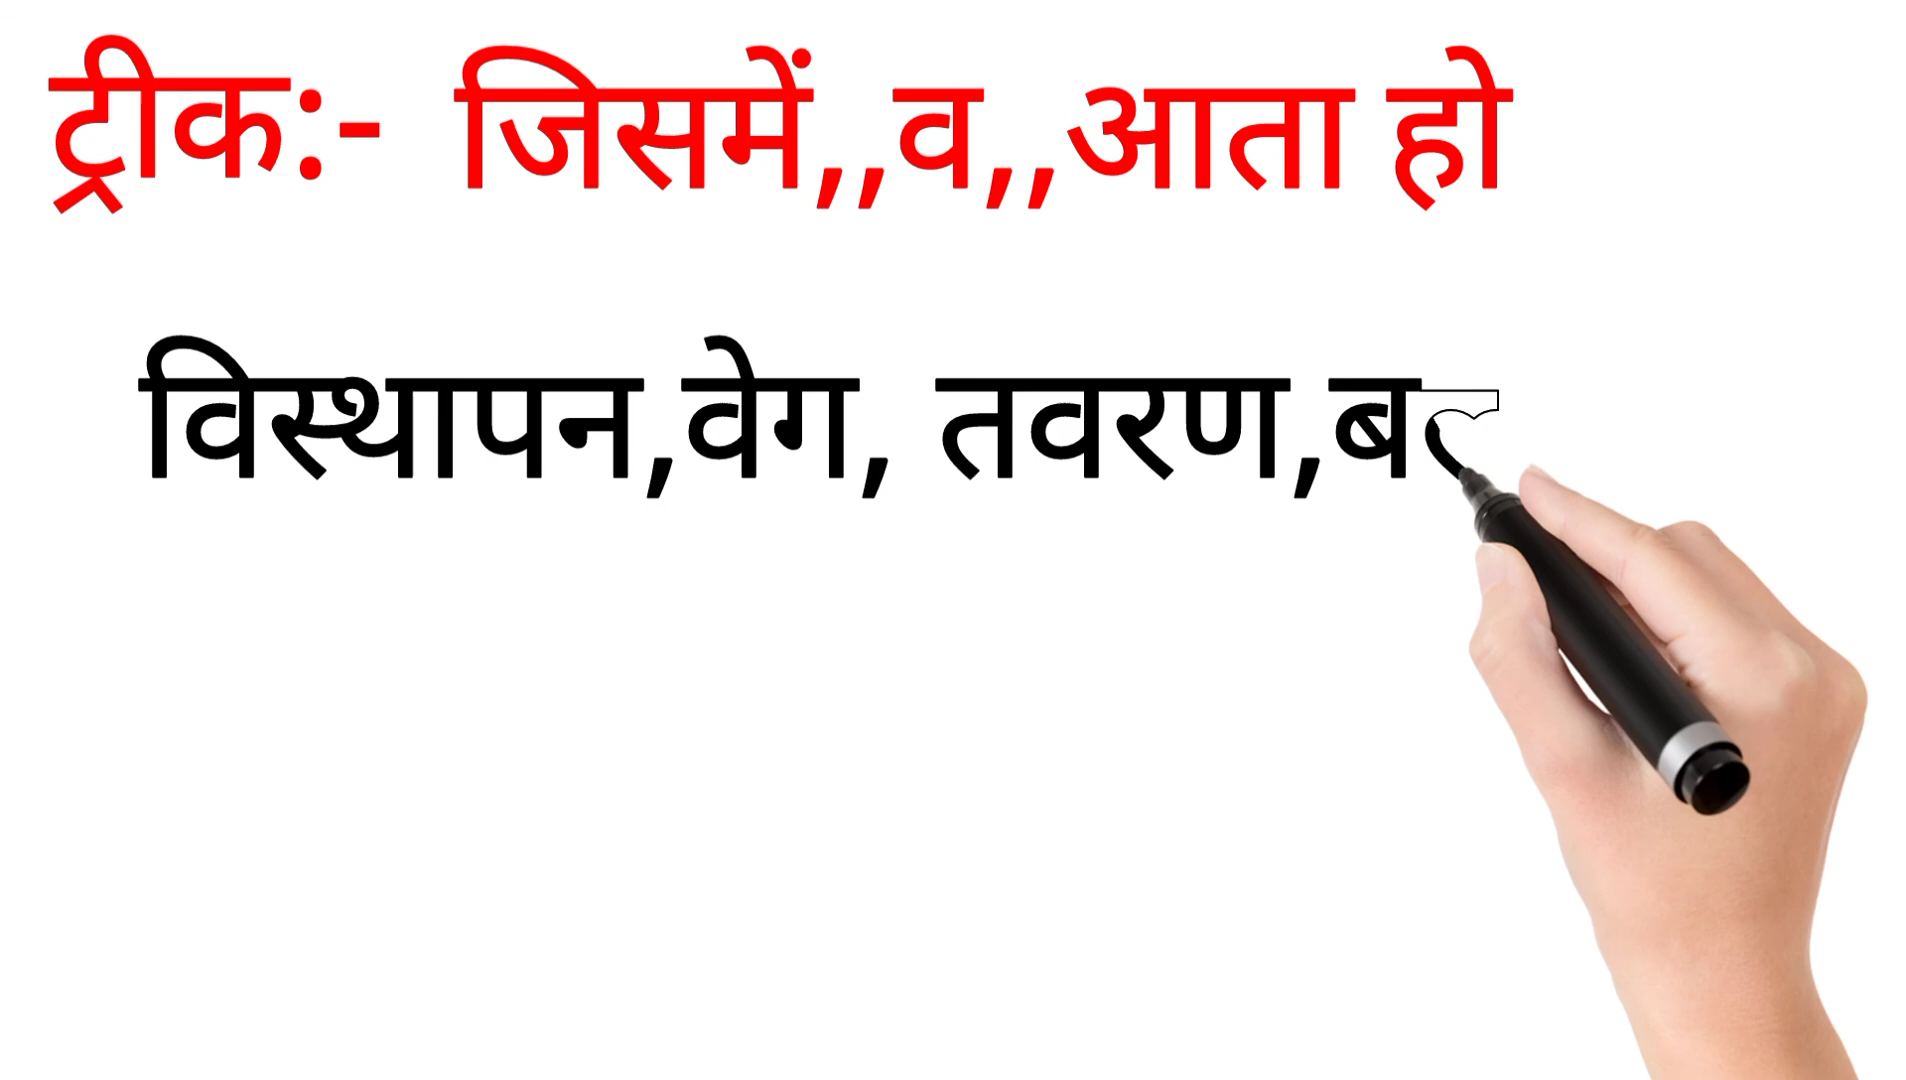 ट्रीक:- जिसमें,,व,,आता हो
विस्थापन,वेग, तवरण,ब